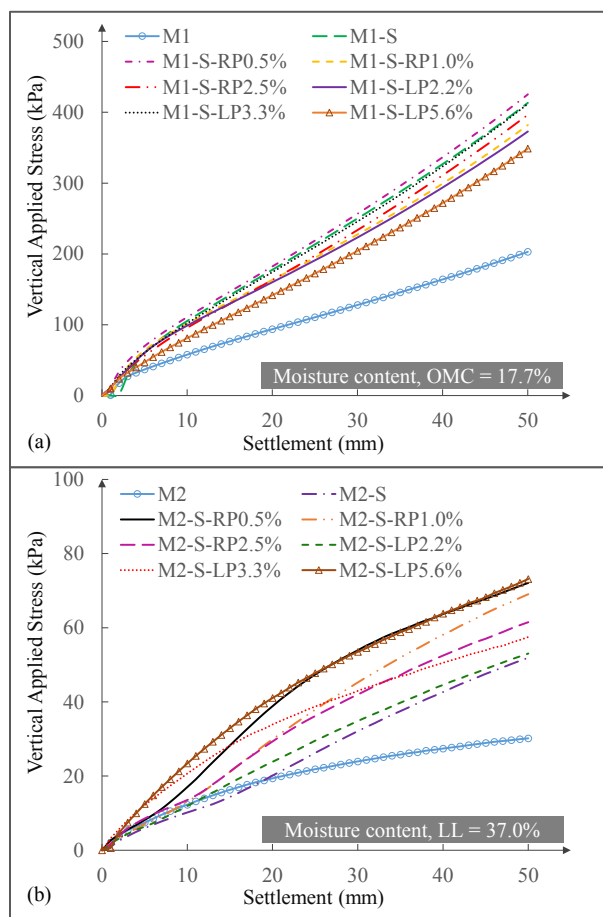 M1 M1-S
M1-S-RP0.5% M1-S-RP1.0%
M1-S-RP2.5% M1-S-LP2.2%
M1-S-LP3.3% M1-S-LP5.6%
500
400
300
200
100
0
Vertical Applied Stress (kPa)
Moisture content, OMC = 17.7%
0 10 20 30 40 50
(a) Settlement (mm)
M2 M2-S
M2-S-RP0.5% M2-S-RP1.0%
M2-S-RP2.5% M2-S-LP2.2%
M2-S-LP3.3% M2-S-LP5.6%
100
80
60
40
20
0
Vertical Applied Stress (kPa)
Moisture content, LL = 37.0%
0 10 20 30 40 50
(b) Settlement (mm)